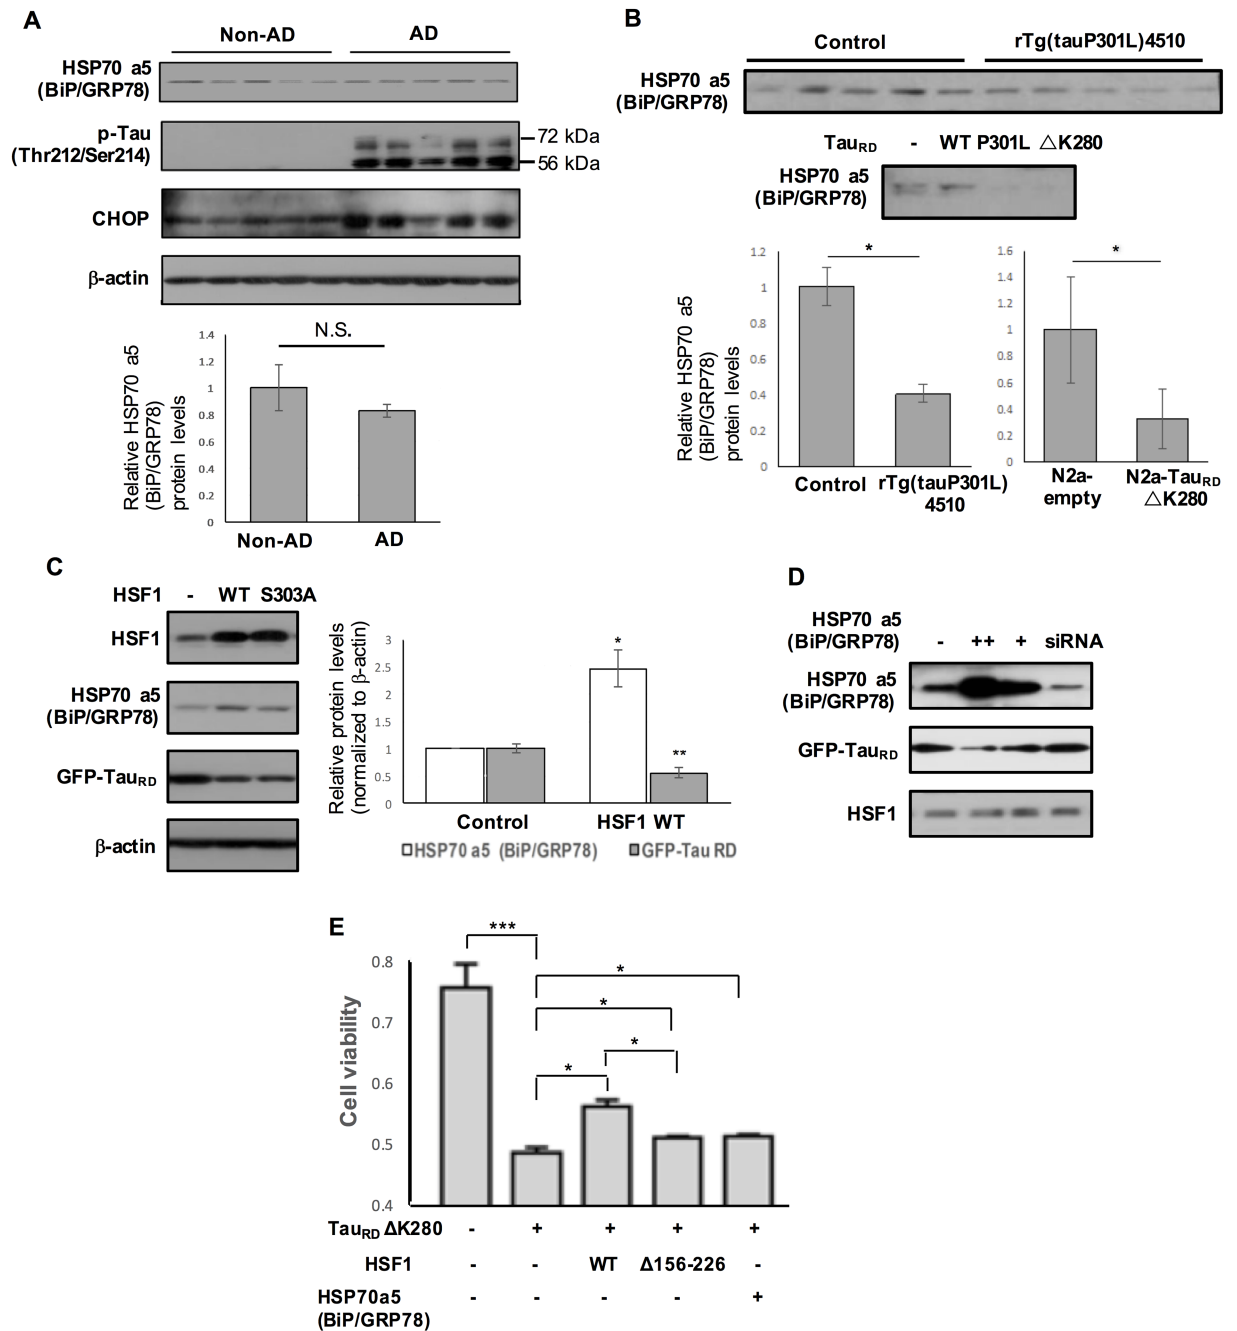 A
Non-AD AD
HSP70 a5
(BiP/GRP78)
p-Tau
(Thr212/Ser214)
72 kDa
56 kDa
CHOP
β-actin
Relative HSP70 a5
(BiP/GRP78)
protein levels
N.S.
1.4
1.2
1
0.8
0.6
0.4
0.2
0
Non-AD AD
B
Control rTg(tauP301L)4510
HSP70 a5
(BiP/GRP78)
TauRD - WT P301L △K280
HSP70 a5
(BiP/GRP78)
Relative HSP70 a5
(BiP/GRP78)
protein levels
*
1.2
1
0.8
0.6
0.4
0.2
0
Control rTg(tauP301L)
4510
*
1.6
1.4
1.2
1
0.8
0.6
0.4
0.2
0
N2a-
empty
N2a-TauRD
△K280
C
HSF1 - WT S303A
HSF1
HSP70 a5
(BiP/GRP78)
GFP-TauRD
β-actin
Relative protein levels
(normalized to β-actin)
3
2.5
2
1.5
1
0.5
0
*
**
Control HSF1 WT
HSP70 a5 (BiP/GRP78) GFP-Tau RD
D
HSP70 a5
(BiP/GRP78) - ++ + siRNA
HSP70 a5
(BiP/GRP78)
GFP-TauRD
HSF1
E
Cell viability
0.8
0.7
0.6
0.5
0.4
***
*
*
*
*
TauRD ΔK280 - + + + +
HSF1 - - WT Δ156-226 -
HSP70a5
(BiP/GRP78) - - - - +